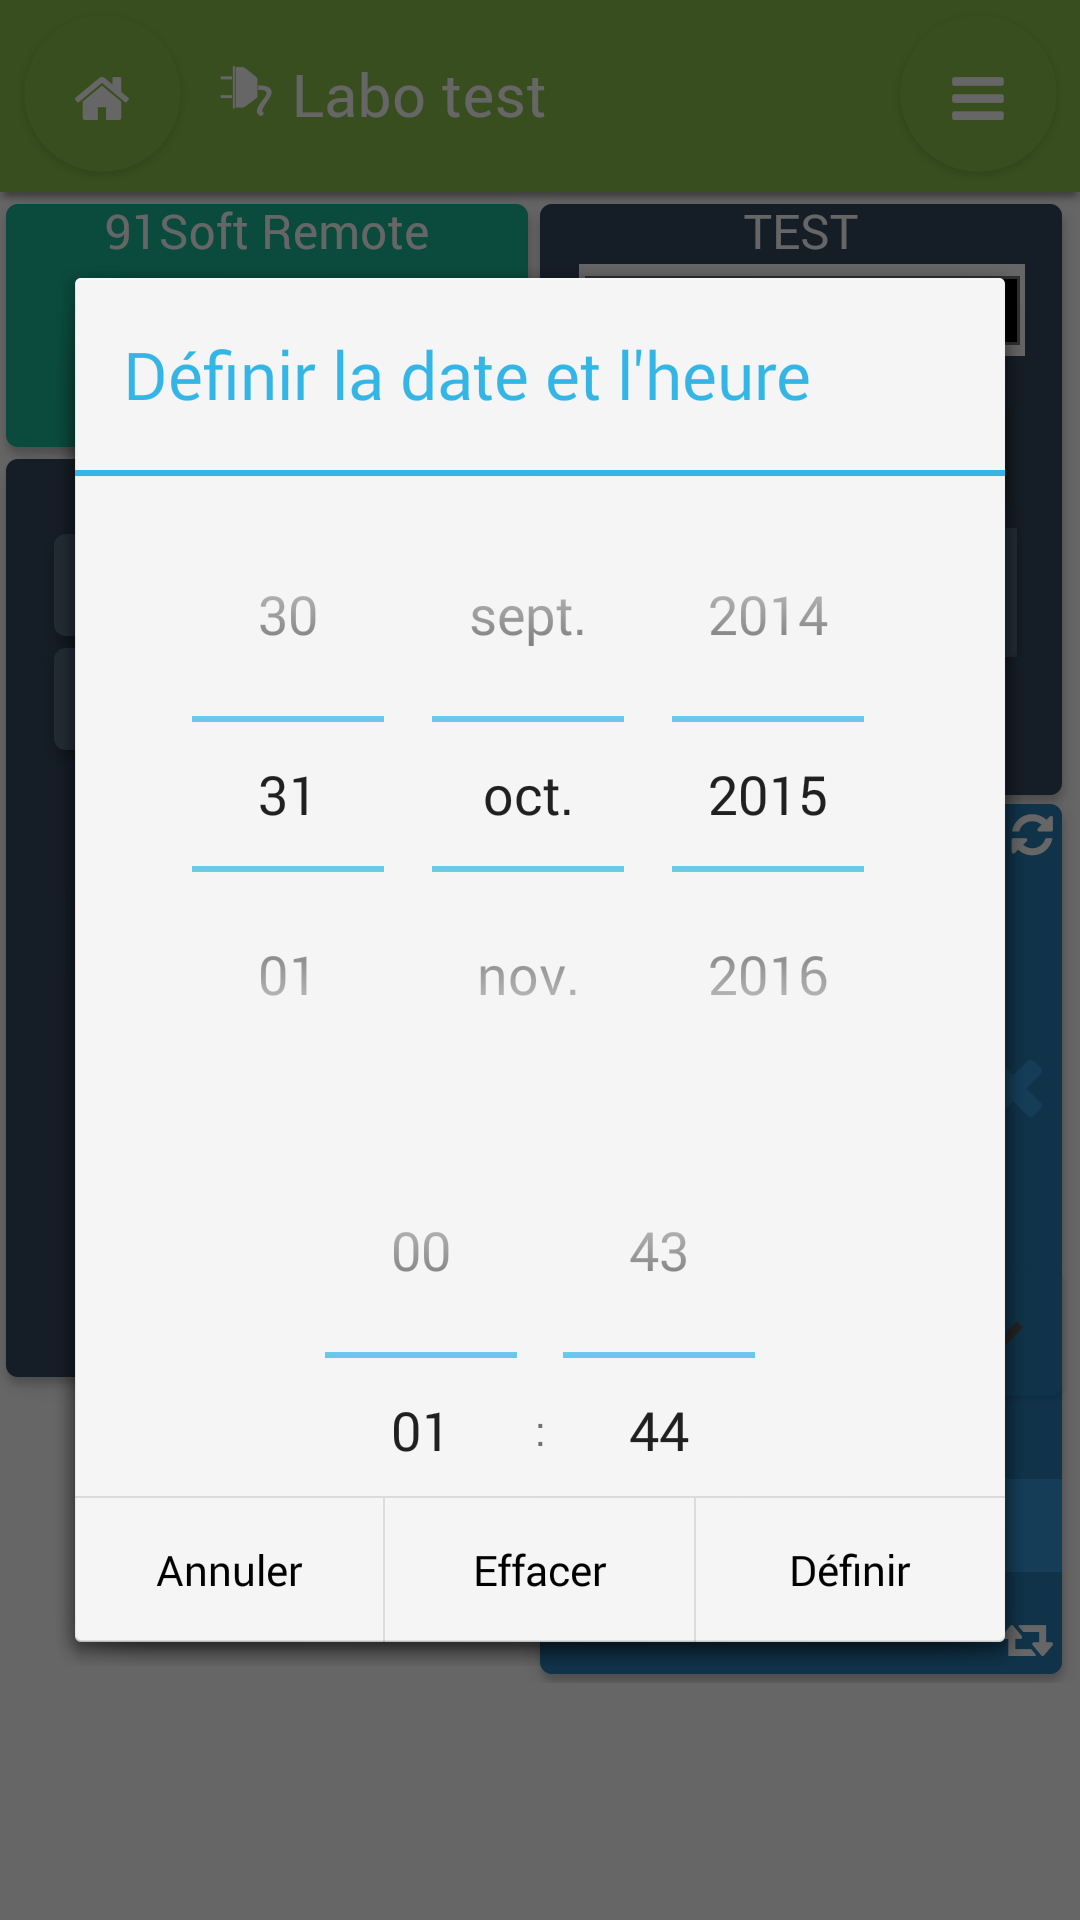 Labo test
91Soft Remote
TEST
Définir la date et l'heure
30 sept. 2014
31 oct. 2015
01 nov. 2016
00 43
01 : 44
Annuler Effacer Définir